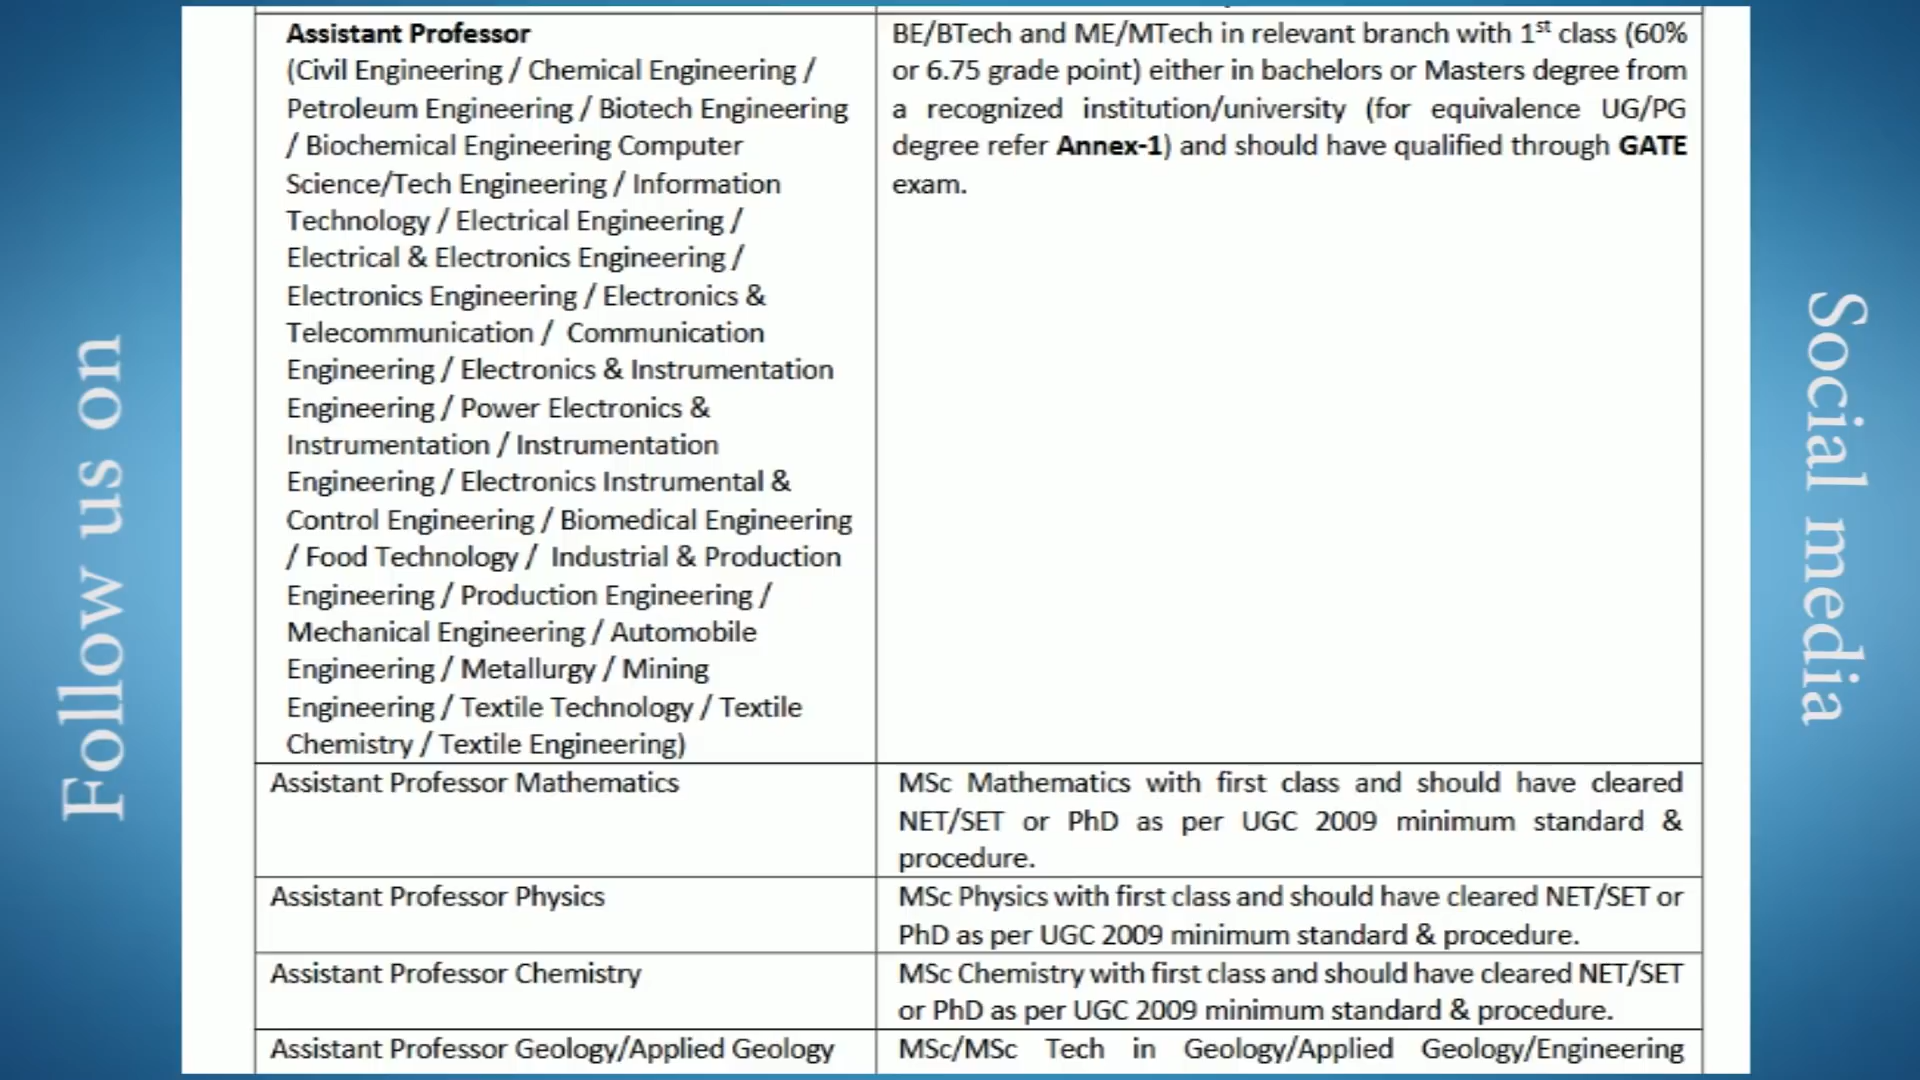 Follow us on
Assistant Professor
(Civil Engineering / Chemical Engineering /
Petroleum Engineering / Biotech Engineering
/ Biochemical Engineering Computer
Science/Tech Engineering / Information
Technology / Electrical Engineering /
Electrical & Electronics Engineering /
Electronics Engineering / Electronics &
Telecommunication / Communication
Engineering / Electronics & Instrumentation
Engineering / Power Electronics &
Instrumentation / Instrumentation
Engineering / Electronics Instrumental &
Control Engineering / Biomedical Engineering
/ Food Technology / Industrial & Production
Engineering / Production Engineering /
Mechanical Engineering / Automobile
Engineering / Metallurgy / Mining
Engineering / Textile Technology / Textile
Chemistry / Textile Engineering)
BE/BTech and ME/MTech in relevant branch with 1st class (60%
or 6.75 grade point) either in bachelors or Masters degree from
a recognized institution/university (for equivalence UG/PG
degree refer Annex-1) and should have qualified through GATE
exam.
Assistant Professor Mathematics
MSc Mathematics with first class and should have cleared
NET/SET or PhD as per UGC 2009 minimum standard &
procedure.
Assistant Professor Physics
MSc Physics with first class and should have cleared NET/SET or
PhD as per UGC 2009 minimum standard & procedure.
Assistant Professor Chemistry
MSc Chemistry with first class and should have cleared NET/SET
or PhD as per UGC 2009 minimum standard & procedure.
Assistant Professor Geology/Applied Geology
MSc/MSc Tech in Geology/Applied Geology/Engineering
Social media